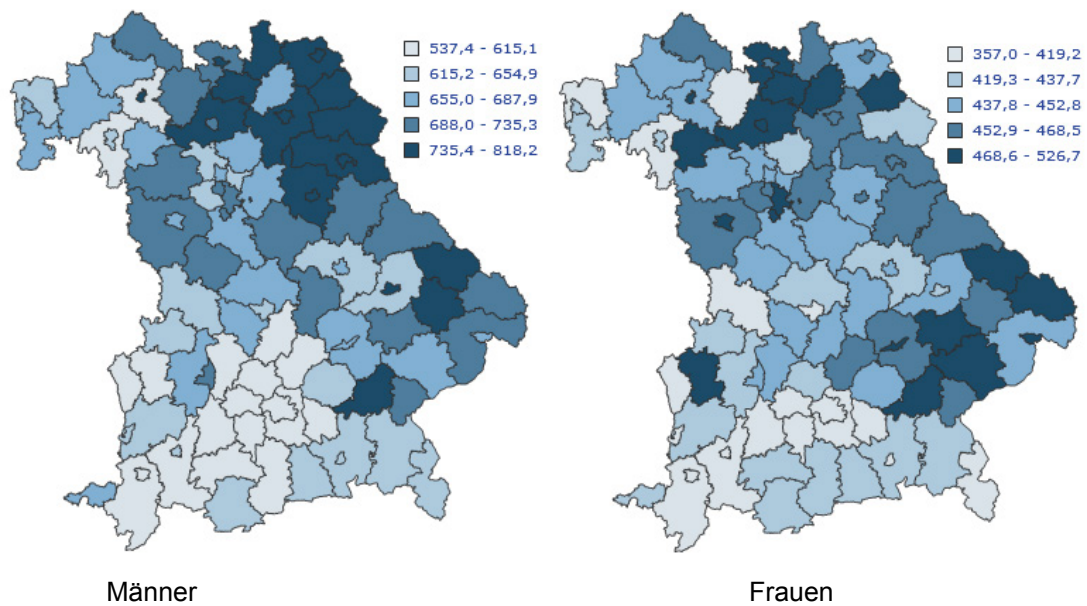 537,4 - 615,1
615,2 - 654,9
655,0 - 687,9
688,0 - 735,3
735,4 - 818,2
357,0 - 419,2
419,3 - 437,7
437,8 - 452,8
452,9 - 468,5
468,6 - 526,7
Männer
Frauen